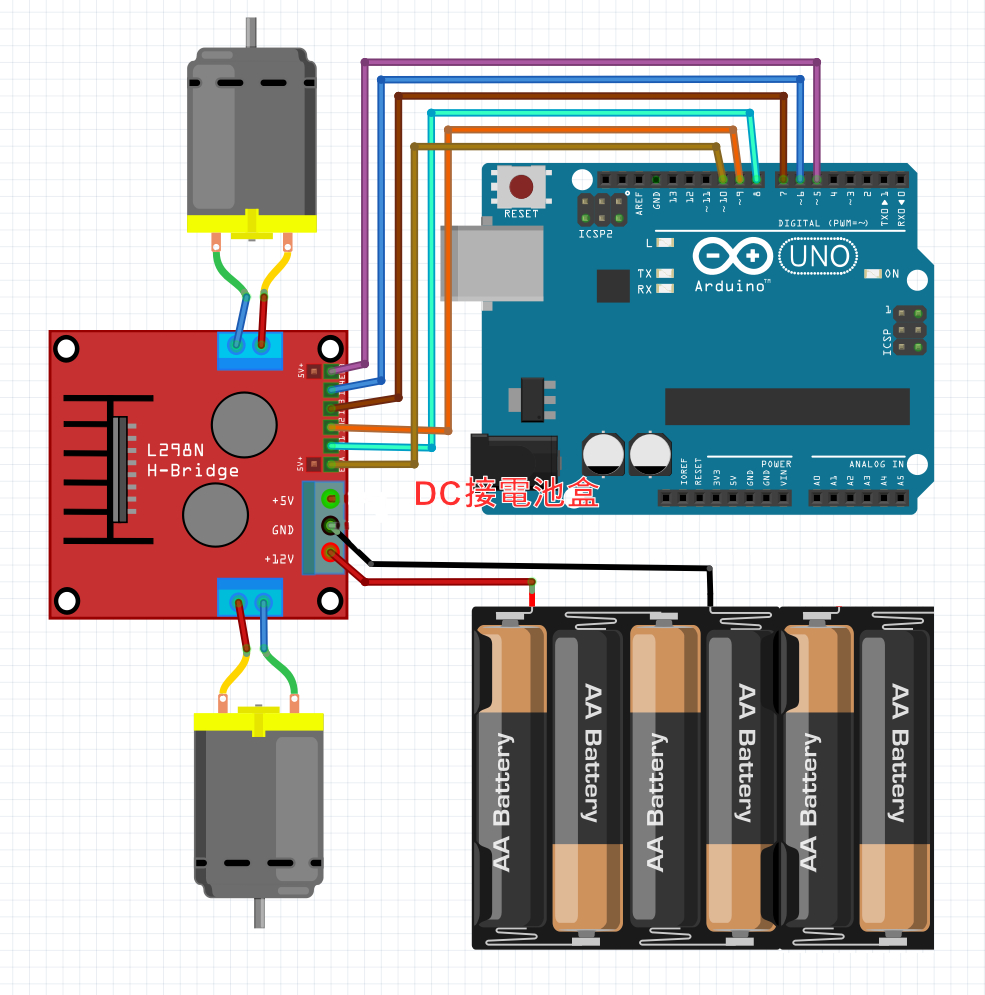 RESET
ICSP2
AREF
GND
13
12
~11
~10
~9
8
7
~6
~5
4
~3
2
TX0▶1
RX0◀0
DIGITAL (PWM=~)
L
TX
RX
UNO
Arduino™
ON
1
ICSP
5V+
L298N
H-Bridge
5V+
+5V
GND
+12V
DC接電池盒
IOREF
RESET
3V3
5V
GND
GND
VIN
POWER
ANALOG IN
A0
A1
A2
A3
A4
A5
AA Battery
AA Battery
AA Battery
AA Battery
AA Battery
AA Battery